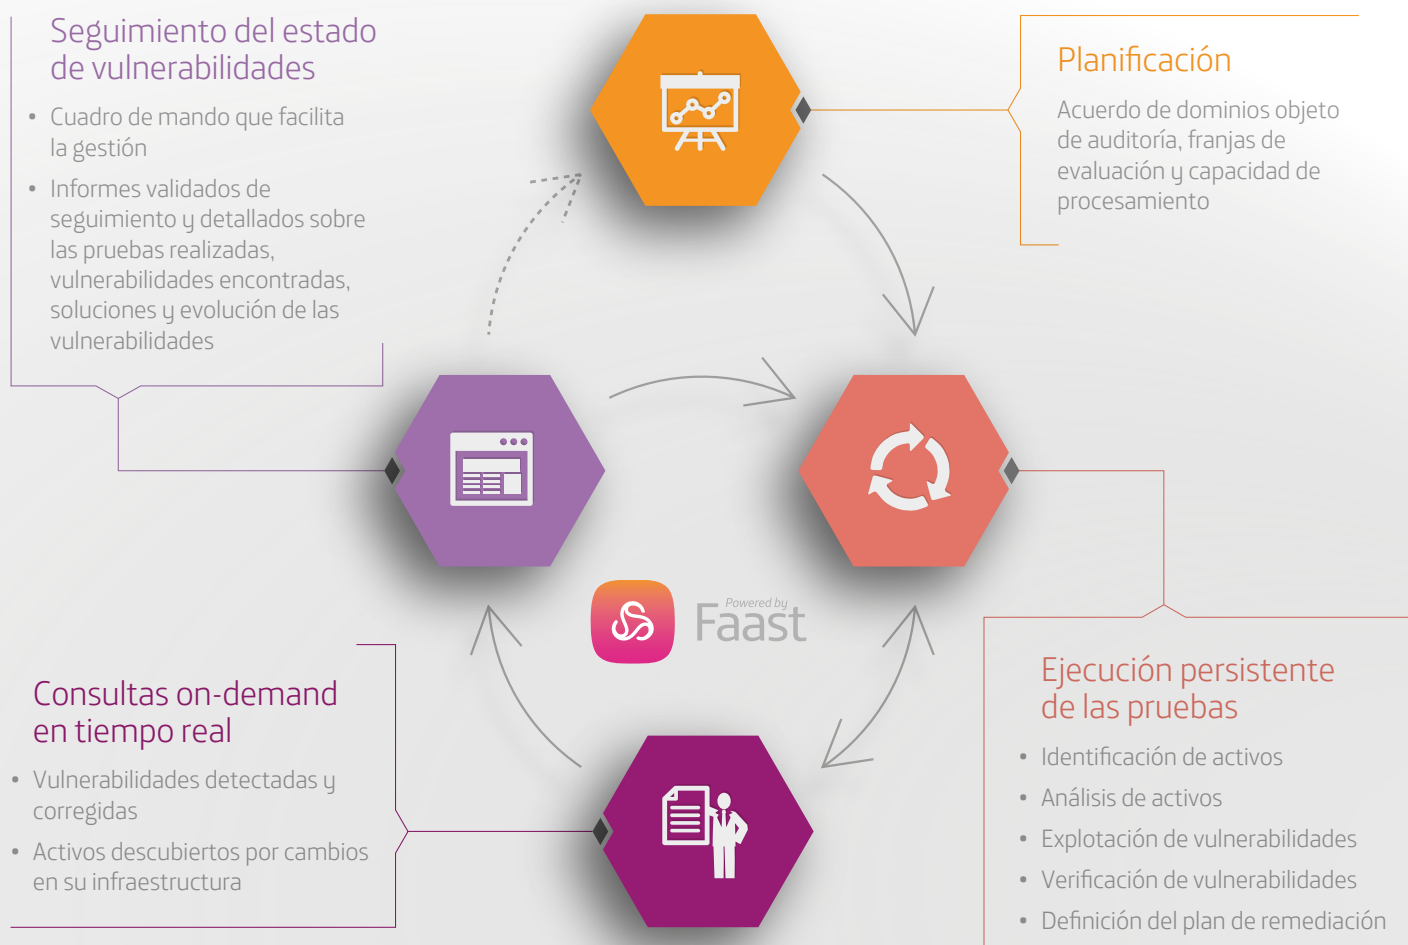 Seguimiento del estado
de vulnerabilidades
• Cuadro de mando que facilita
la gestión
• Informes validados de
seguimiento y detallados sobre
las pruebas realizadas,
vulnerabilidades encontradas,
soluciones y evolución de las
vulnerabilidades
Planificación
Acuerdo de dominios objeto
de auditoría, franjas de
evaluación y capacidad de
procesamiento
Powered by
Faast
Consultas on-demand
en tiempo real
• Vulnerabilidades detectadas y
corregidas
• Activos descubiertos por cambios
en su infraestructura
Ejecución persistente
de las pruebas
• Identificación de activos
• Análisis de activos
• Explotación de vulnerabilidades
• Verificación de vulnerabilidades
• Definición del plan de remediación